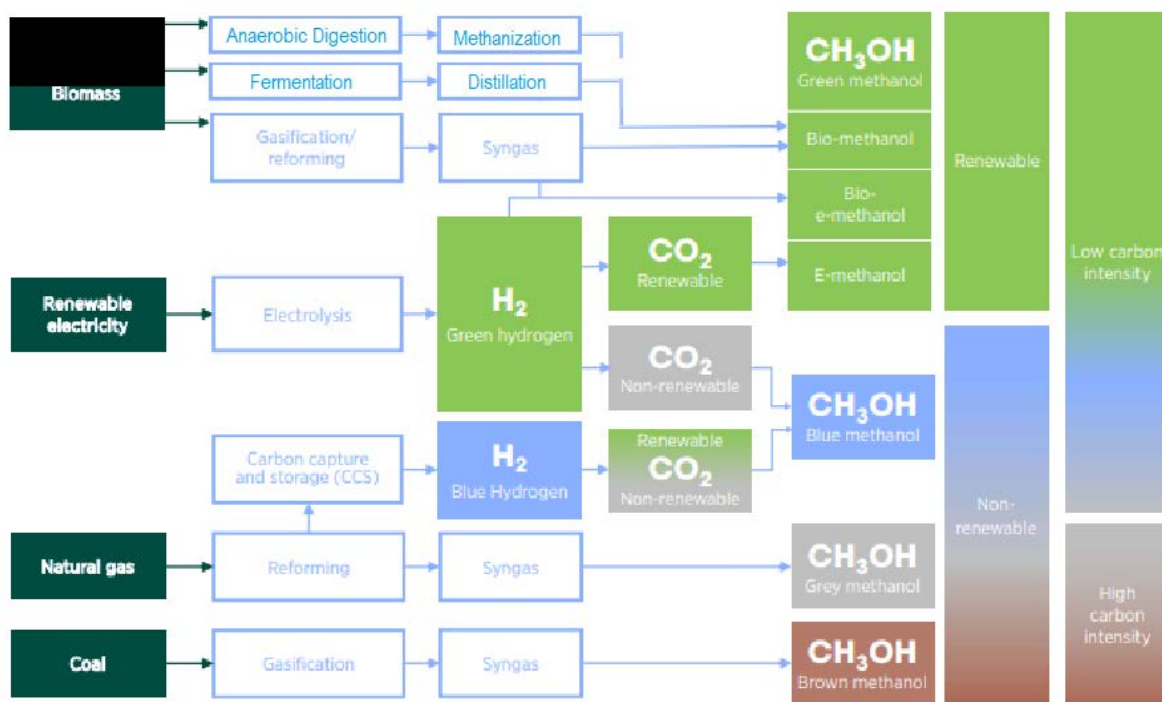 Anaerobic Digestion
Methanization
Fermentation
Distillation
Biomass
Gasification/
reforming
Syngas
CH₃OH
Green methanol
Bio-methanol
Bio-
e-methanol
E-methanol
Renewable
Low carbon
intensity
Renewable
electricity
Electrolysis
H₂
Green hydrogen
CO₂
Renewable
CO₂
Non-renewable
CH₃OH
Blue methanol
Carbon capture
and storage (CCS)
H₂
Blue Hydrogen
Renewable
CO₂
Non-renewable
Non-
renewable
Natural gas
Reforming
Syngas
CH₃OH
Grey methanol
High
carbon
intensity
Coal
Gasification
Syngas
CH₃OH
Brown methanol